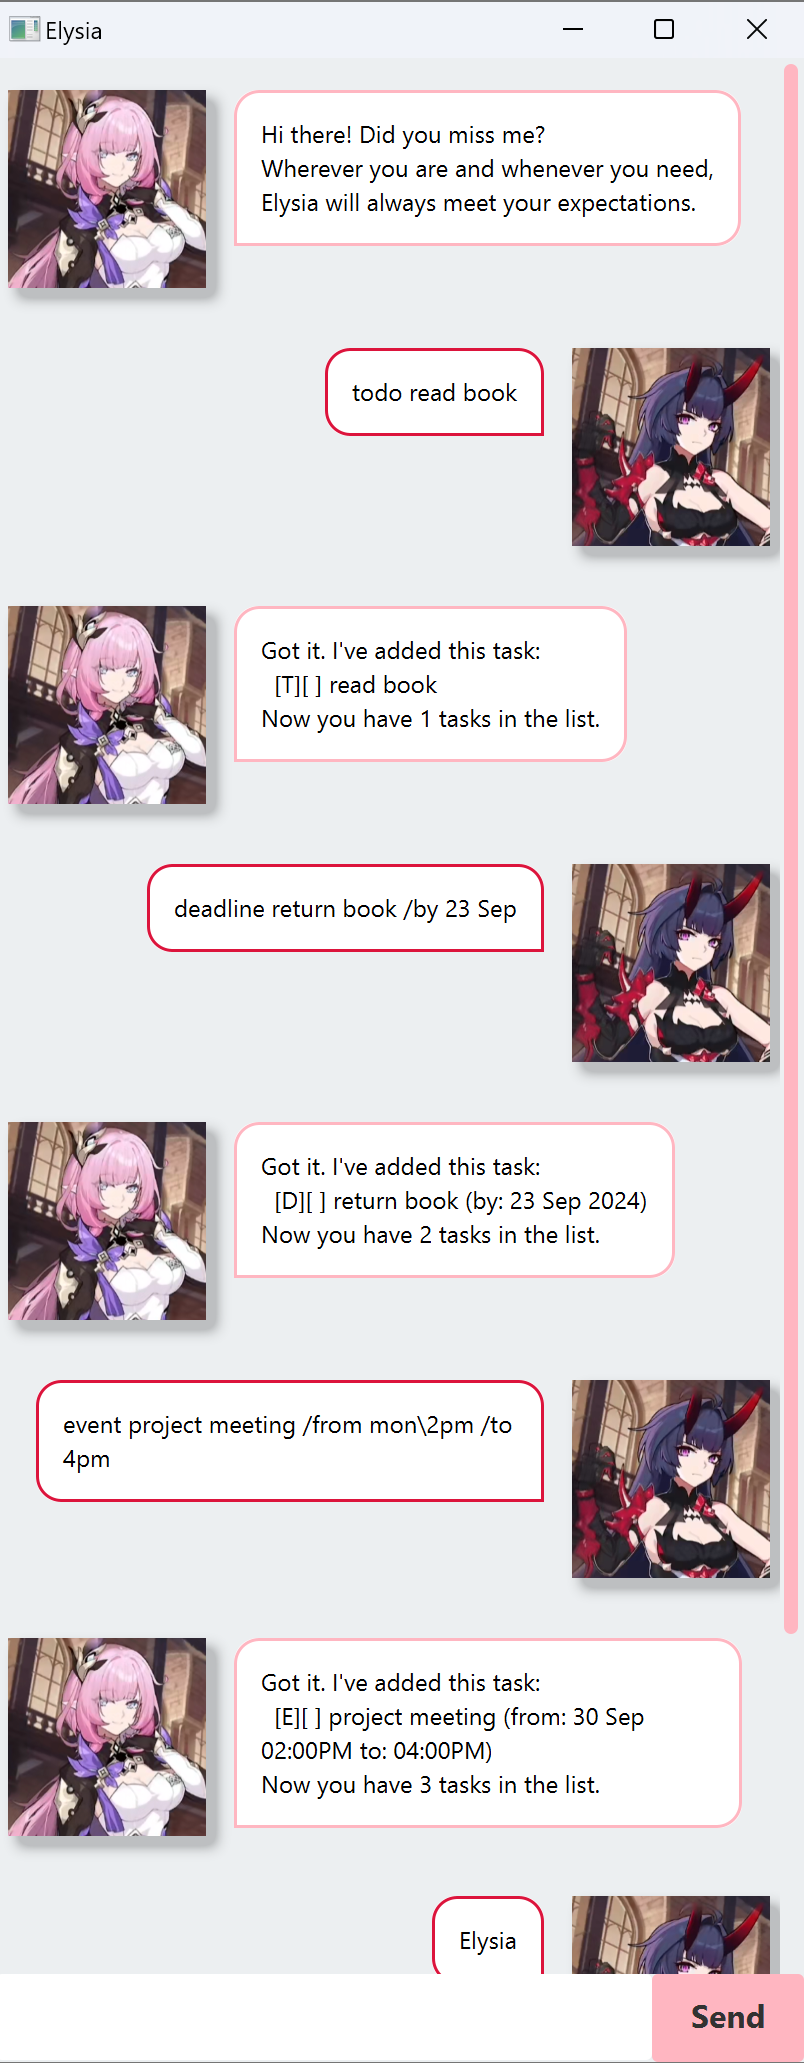 Elysia
Hi there! Did you miss me?
Wherever you are and whenever you need,
Elysia will always meet your expectations.
todo read book
Got it. I've added this task:
[T][ ] read book
Now you have 1 tasks in the list.
deadline return book /by 23 Sep
Got it. I've added this task:
[D][ ] return book (by: 23 Sep 2024)
Now you have 2 tasks in the list.
event project meeting /from mon\2pm /to
4pm
Got it. I've added this task:
[E][ ] project meeting (from: 30 Sep
02:00PM to: 04:00PM)
Now you have 3 tasks in the list.
Elysia
Send